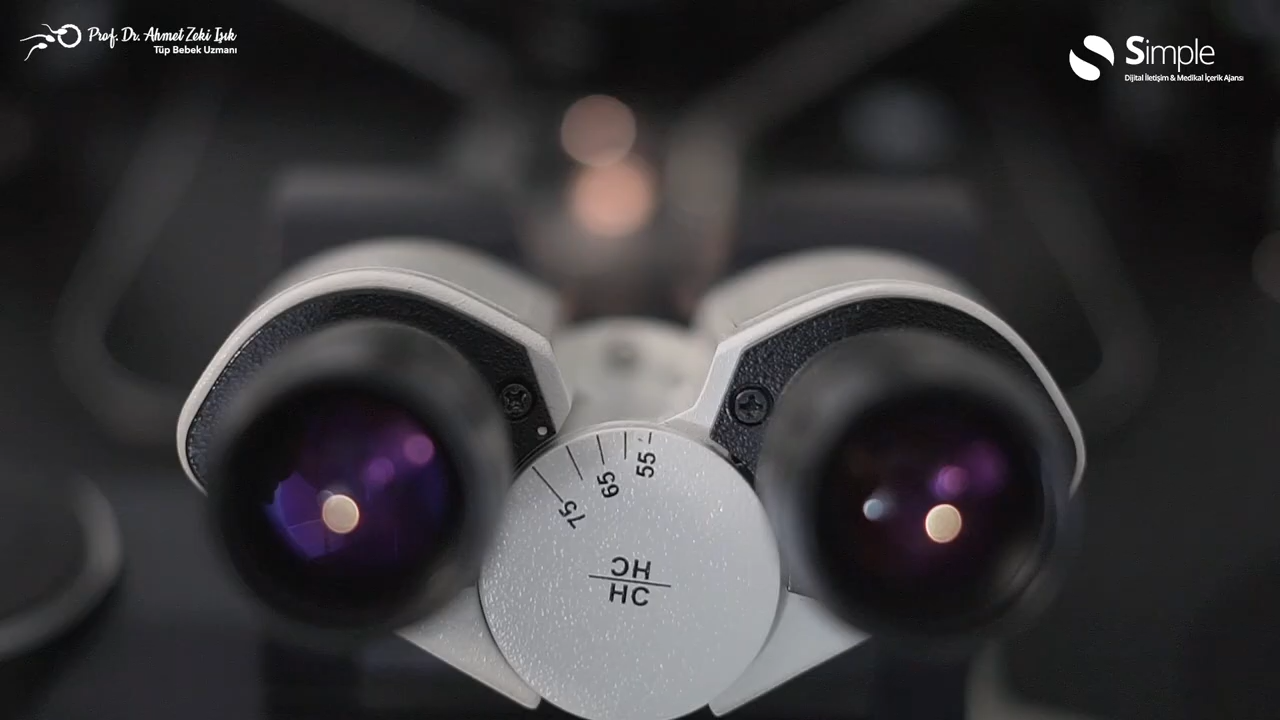 Prof. Dr. Ahmet Zeki Işık
Tüp Bebek Uzmanı
Simple
Dijital İletişim & Medikal İçerik Ajansı
55
65
75
HC
HC